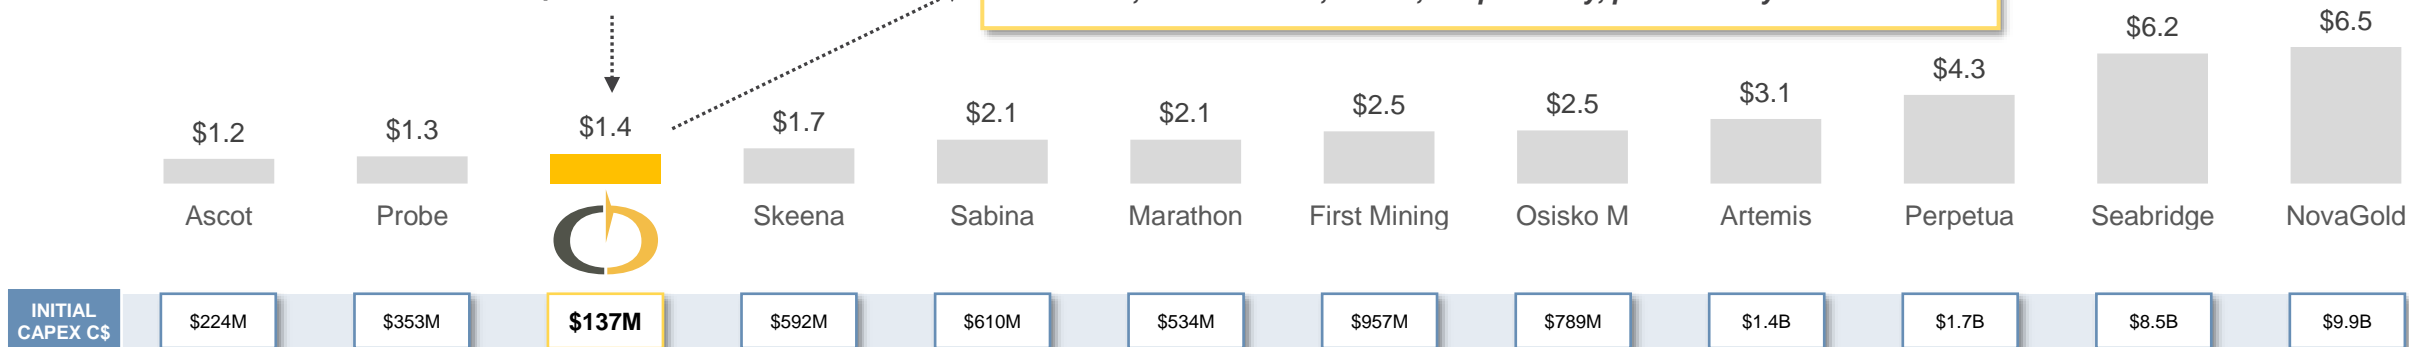 $1.2 $1.3 $1.4 $1.7 $2.1 $2.1 $2.5 $2.5 $3.1 $4.3 $6.2 $6.5
Ascot Probe Skeena Sabina Marathon First Mining Osisko M Artemis Perpetua Seabridge NovaGold
INITIAL
CAPEX C$
$224M $353M $137M $592M $610M $534M $957M $789M $1.4B $1.7B $8.5B $9.9B